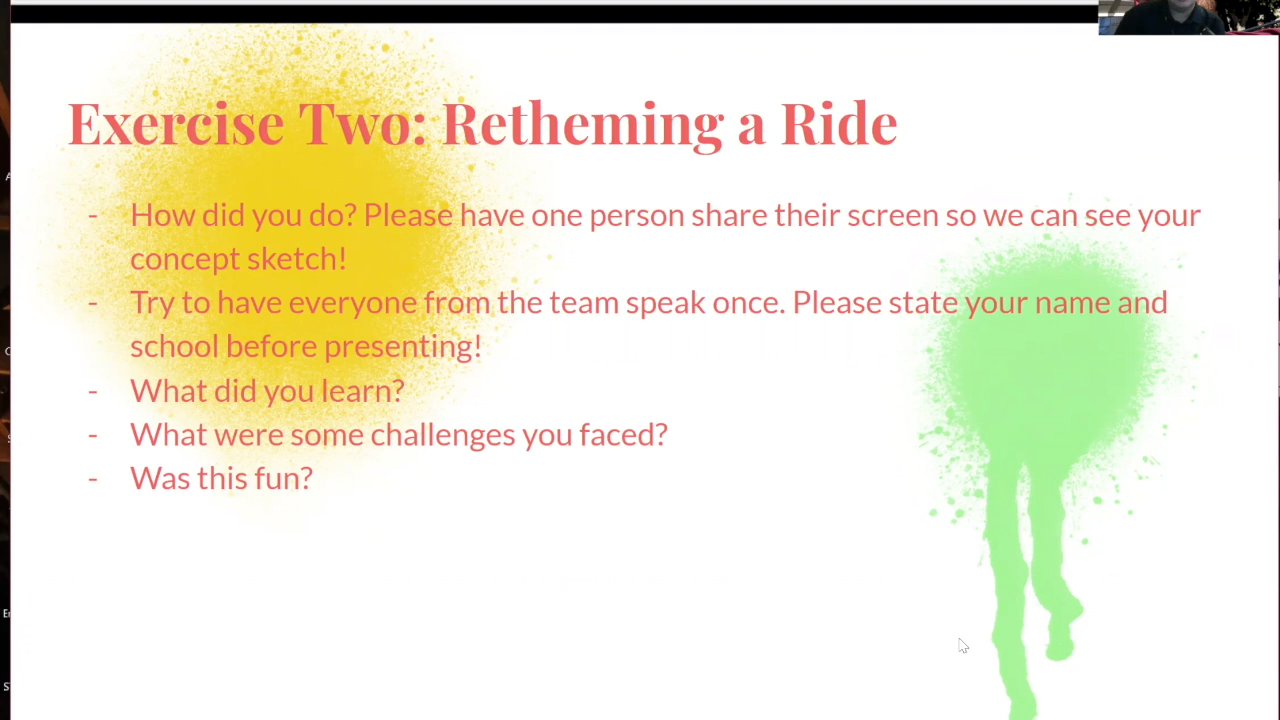 Exercise Two: Retheming a Ride
- How did you do? Please have one person share their screen so we can see your
concept sketch!
- Try to have everyone from the team speak once. Please state your name and
school before presenting!
- What did you learn?
- What were some challenges you faced?
- Was this fun?